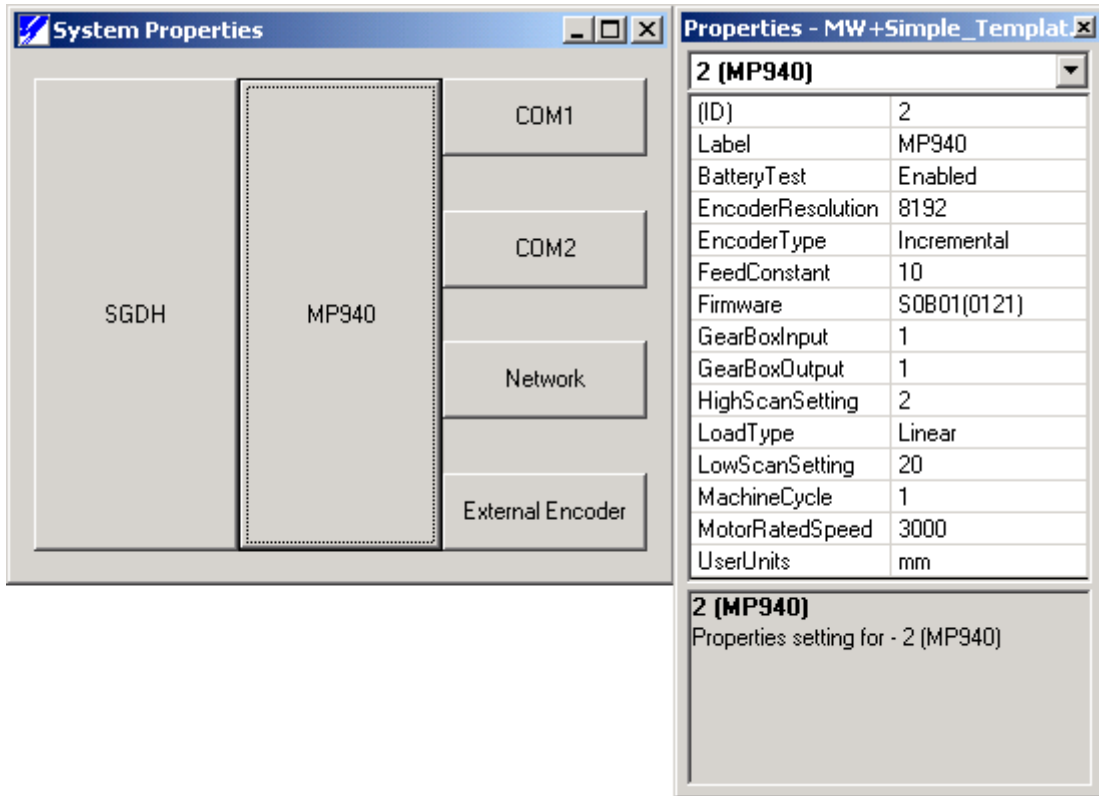 System Properties
SGDH
MP940
COM1
COM2
Network
External Encoder
Properties - MW+Simple_Templat.
2 (MP940)
(ID) 2
Label MP940
BatteryTest Enabled
EncoderResolution 8192
EncoderType Incremental
FeedConstant 10
Firmware S0B01(0121)
GearBoxInput 1
GearBoxOutput 1
HighScanSetting 2
LoadType Linear
LowScanSetting 20
MachineCycle 1
MotorRatedSpeed 3000
UserUnits mm
2 (MP940)
Properties setting for - 2 (MP940)